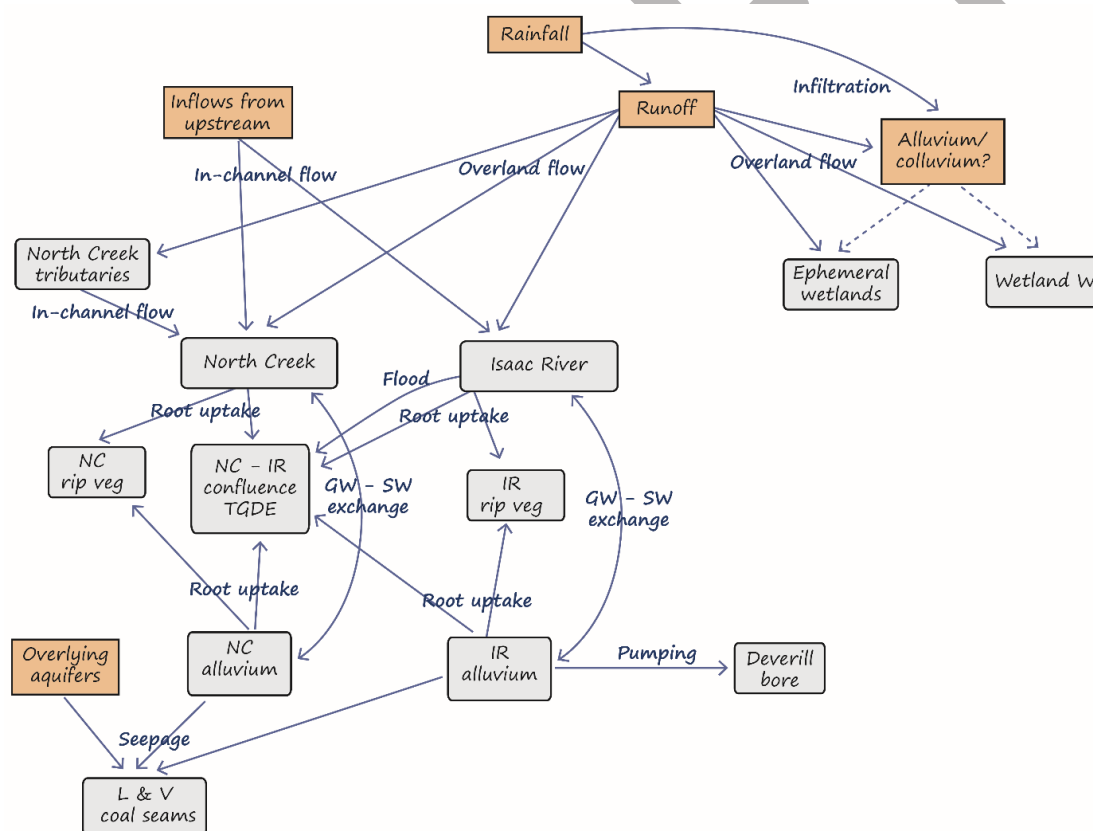 Rainfall
Infiltration
Inflows from
upstream
Runoff
Alluvium/
colluvium?
In-channel flow
Overland flow
Overland flow
North Creek
tributaries
Ephemeral
wetlands
Wetland W
In-channel flow
North Creek
Isaac River
Flood
Root uptake
Root uptake
NC
rip veg
NC - IR
confluence
TGDE
GW - SW
exchange
IR
rip veg
GW - SW
exchange
Root uptake
Root uptake
Overlying
aquifers
NC
alluvium
IR
alluvium
Pumping
Deverill
bore
Seepage
L & V
coal seams